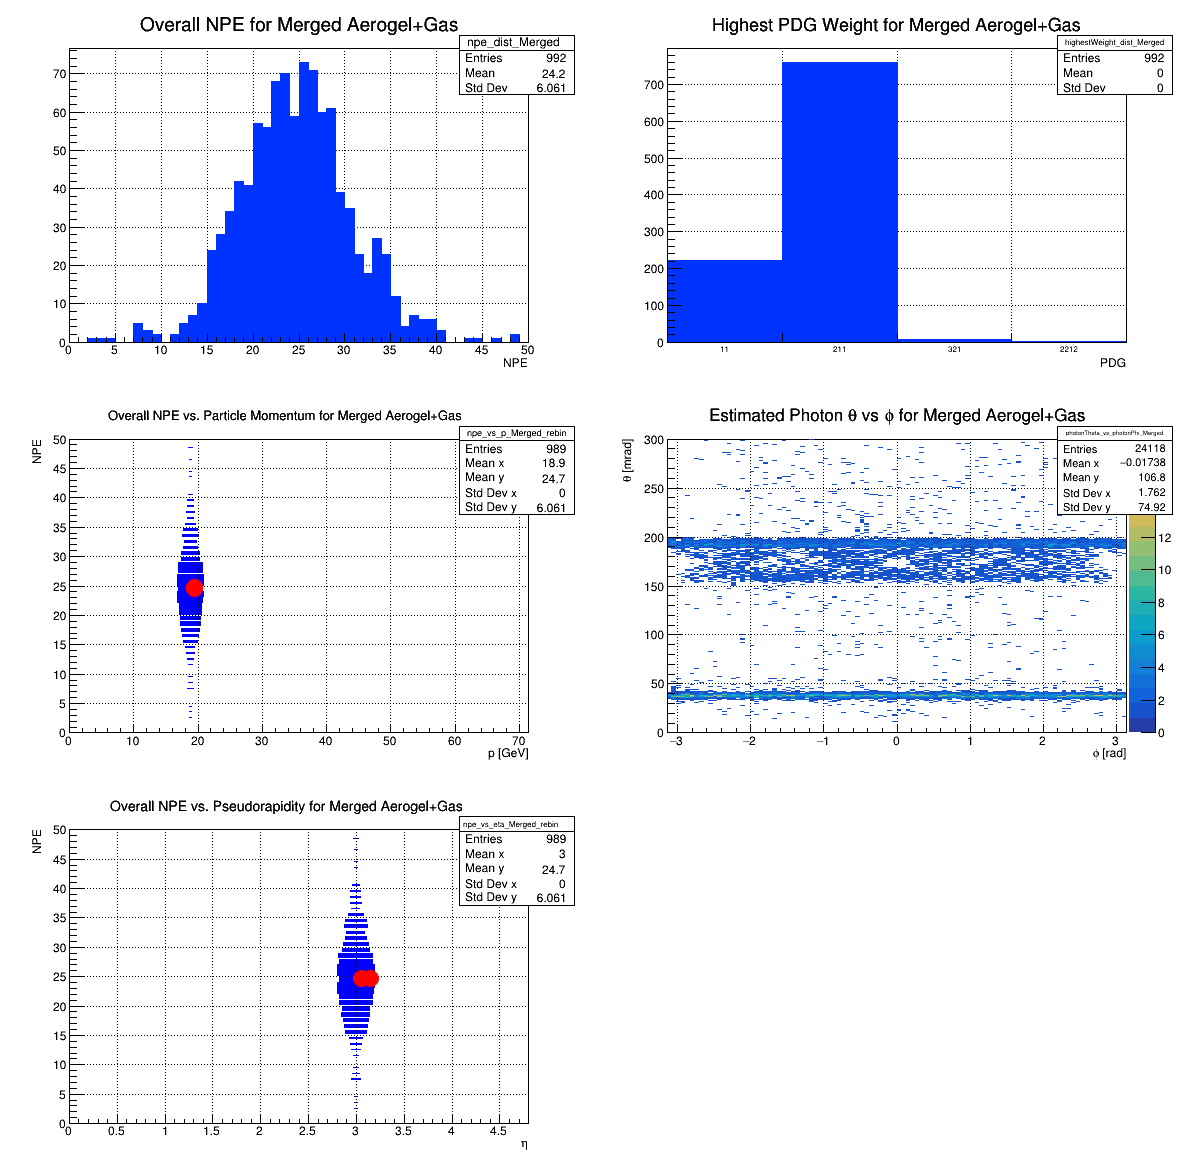 Overall NPE for Merged Aerogel+Gas
npe_dist_Merged
Entries 992
Mean 24.2
Std Dev 6.061
70
60
50
40
30
20
10
0
0 5 10 15 20 25 30 35 40 45 50
NPE
Highest PDG Weight for Merged Aerogel+Gas
highestWeight_dist_Merged
Entries 992
Mean 0
Std Dev 0
700
600
500
400
300
200
100
0
11 211 321 2212
PDG
Overall NPE vs. Particle Momentum for Merged Aerogel+Gas
npe_vs_p_Merged_rebin
Entries 989
Mean x 18.9
Mean y 24.7
Std Dev x 0
Std Dev y 6.061
NPE
50
45
40
35
30
25
20
15
10
5
0
0 10 20 30 40 50 60 70
p [GeV]
Estimated Photon θ vs ϕ for Merged Aerogel+Gas
photonTheta_vs_photonPhi_Merged
Entries 24118
Mean x −0.01738
Mean y 106.8
Std Dev x 1.762
Std Dev y 74.92
θ [mrad]
300
250
200
150
100
50
0
−3 −2 −1 0 1 2 3
ϕ [rad]
12
10
8
6
4
2
0
Overall NPE vs. Pseudorapidity for Merged Aerogel+Gas
npe_vs_eta_Merged_rebin
Entries 989
Mean x 3
Mean y 24.7
Std Dev x 0
Std Dev y 6.061
NPE
50
45
40
35
30
25
20
15
10
5
0
0 0.5 1 1.5 2 2.5 3 3.5 4 4.5
η